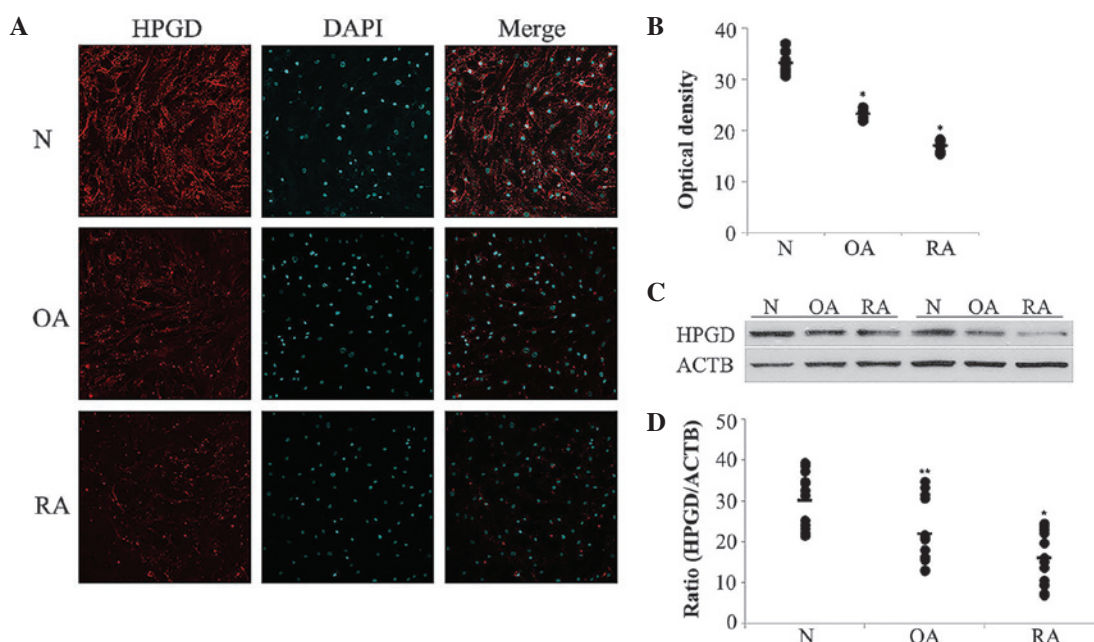 A
HPGD DAPI Merge
N
OA
RA
B
Optical density
40
30
20
10
0
*
*
N OA RA
C
N OA RA N OA RA
HPGD
ACTB
D
Ratio (HPGD/ACTB)
50
40
30
20
10
0
**
*
N OA RA